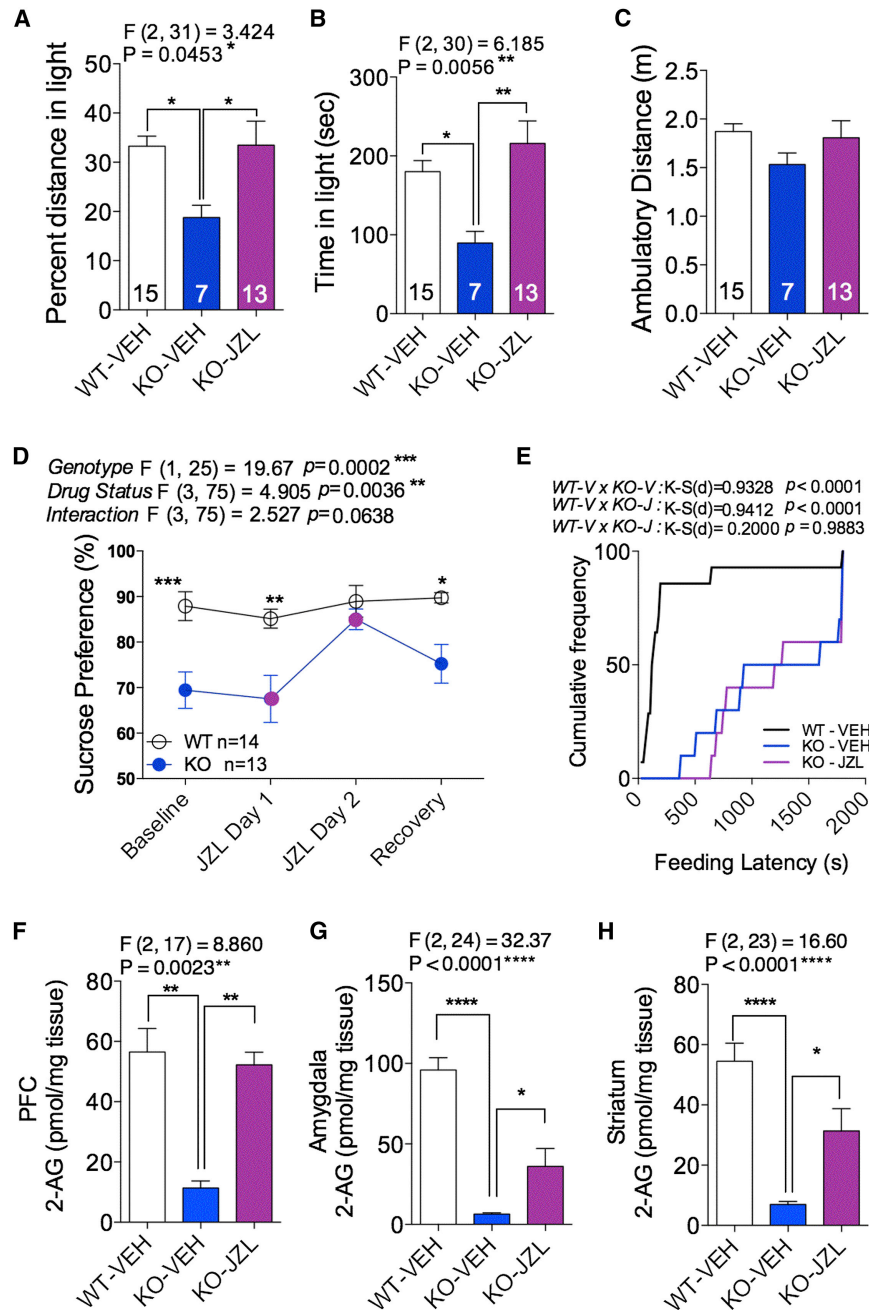 A
F (2, 31) = 3.424
P = 0.0453 *
Percent distance in light
50
40
30
20
10
0
* *
15 7 13
WT-VEH KO-VEH KO-JZL
B
F (2, 30) = 6.185
P = 0.0056 **
Time in light (sec)
300
200
100
0
* **
15 7 13
WT-VEH KO-VEH KO-JZL
C
Ambulatory Distance (m)
2.5
2.0
1.5
1.0
0.5
0.0
15 7 13
WT-VEH KO-VEH KO-JZL
D
Genotype F (1, 25) = 19.67 p=0.0002 ***
Drug Status F (3, 75) = 4.905 p=0.0036 **
Interaction F (3, 75) = 2.527 p=0.0638
Sucrose Preference (%)
100
90
80
70
60
50
*** ** *
WT n=14
KO n=13
Baseline JZL Day 1 JZL Day 2 Recovery
E
WT-V x KO-V : K-S(d)=0.9328 p< 0.0001
WT-V x KO-J : K-S(d)=0.9412 p< 0.0001
WT-V x KO-J : K-S(d)= 0.2000 p = 0.9883
Cumulative frequency
100
50
0
WT - VEH
KO - VEH
KO - JZL
0 500 1000 1500 2000
Feeding Latency (s)
F
F (2, 17) = 8.860
P = 0.0023**
PFC
2-AG (pmol/mg tissue)
80
60
40
20
0
** **
WT-VEH KO-VEH KO-JZL
G
F (2, 24) = 32.37
P < 0.0001****
Amygdala
2-AG (pmol/mg tissue)
150
100
50
0
**** *
WT-VEH KO-VEH KO-JZL
H
F (2, 23) = 16.60
P < 0.0001****
Striatum
2-AG (pmol/mg tissue)
80
60
40
20
0
**** *
WT-VEH KO-VEH KO-JZL